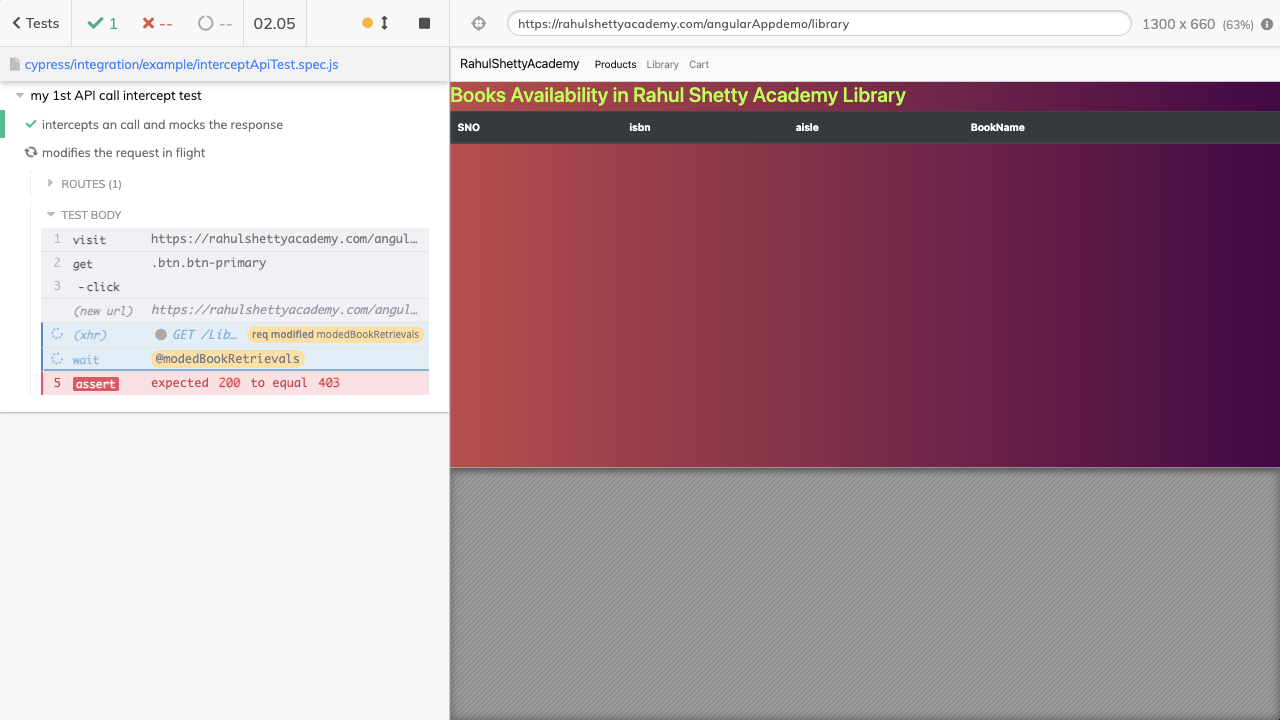 Tests 1 -- -- 02.05
https://rahulshettyacademy.com/angularAppdemo/library 1300 x 660 (63%)
cypress/integration/example/interceptApiTest.spec.js
my 1st API call intercept test
intercepts an call and mocks the response
modifies the request in flight
ROUTES (1)
TEST BODY
1 visit https://rahulshettyacademy.com/angul…
2 get .btn.btn-primary
3 -click
(new url) https://rahulshettyacademy.com/angul…
(xhr) GET /Lib… req modified modedBookRetrievals
wait @modedBookRetrievals
5 assert expected 200 to equal 403
RahulShettyAcademy Products Library Cart
Books Availability in Rahul Shetty Academy Library
SNO isbn aisle BookName